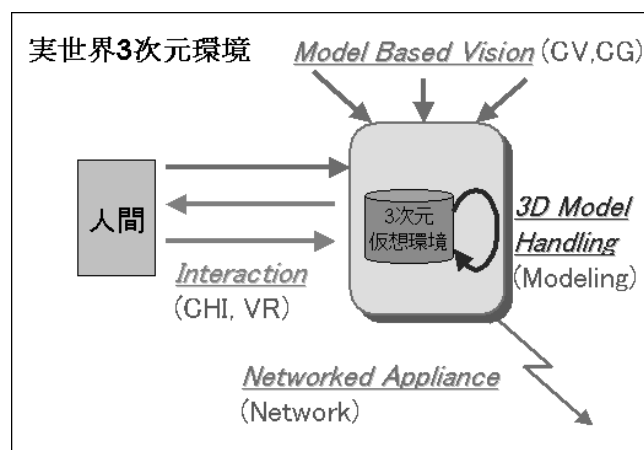 実世界3次元環境
Model Based Vision (CV,CG)
人間
3次元
仮想環境
3D Model
Handling
(Modeling)
Interaction
(CHI, VR)
Networked Appliance
(Network)